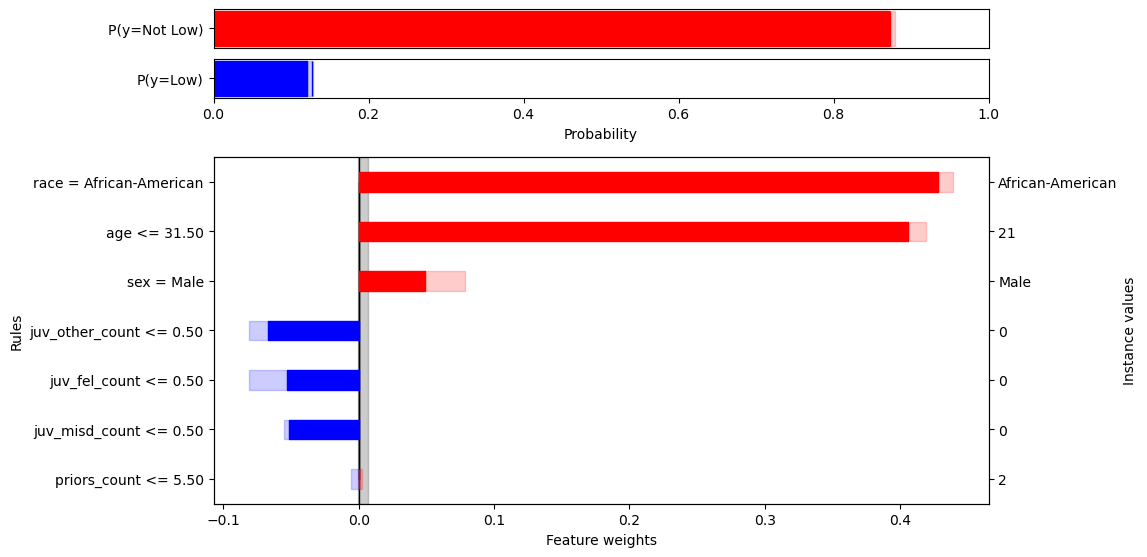 P(y=Not Low)
P(y=Low)
0.0 0.2 0.4 0.6 0.8 1.0
Probability
race = African-American African-American
age <= 31.50 21
sex = Male Male
juv_other_count <= 0.50 0
juv_fel_count <= 0.50 0
juv_misd_count <= 0.50 0
priors_count <= 5.50 2
Rules
Instance values
−0.1 0.0 0.1 0.2 0.3 0.4
Feature weights